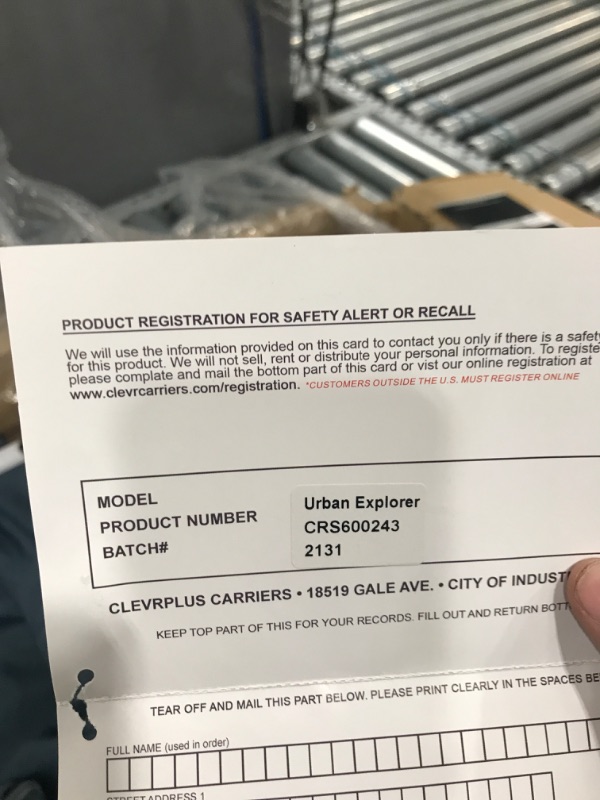 PRODUCT REGISTRATION FOR SAFETY ALERT OR RECALL
We will use the information provided on this card to contact you only if there is a safety
for this product. We will not sell, rent or distribute your personal information. To registe
please complate and mail the bottom part of this card or vist our online registration at
www.clevrcarriers.com/registration. *CUSTOMERS OUTSIDE THE U.S. MUST REGISTER ONLINE
MODEL Urban Explorer
PRODUCT NUMBER CRS600243
BATCH# 2131
CLEVRPLUS CARRIERS • 18519 GALE AVE. • CITY OF INDUST
KEEP TOP PART OF THIS FOR YOUR RECORDS. FILL OUT AND RETURN BOTT
TEAR OFF AND MAIL THIS PART BELOW. PLEASE PRINT CLEARLY IN THE SPACES BE
FULL NAME (used in order)
STREET ADDRESS 1